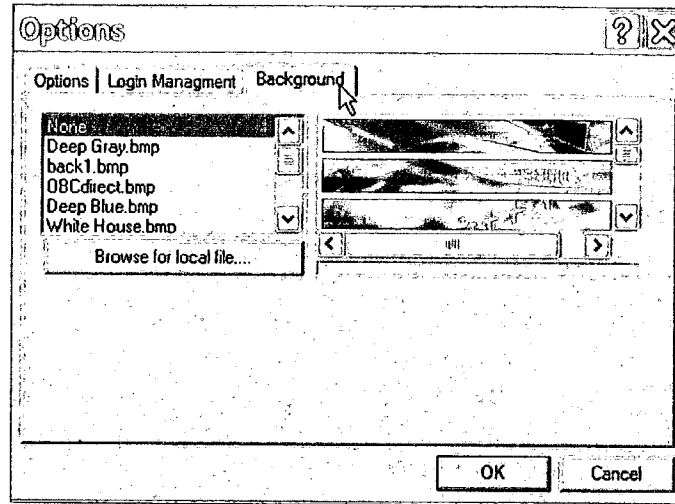 Options
Options Login Managment Background
None
Deep Gray.bmp
back1.bmp
08Cdirect.bmp
Deep Blue.bmp
White House.bmp
Browse for local file....
OK Cancel